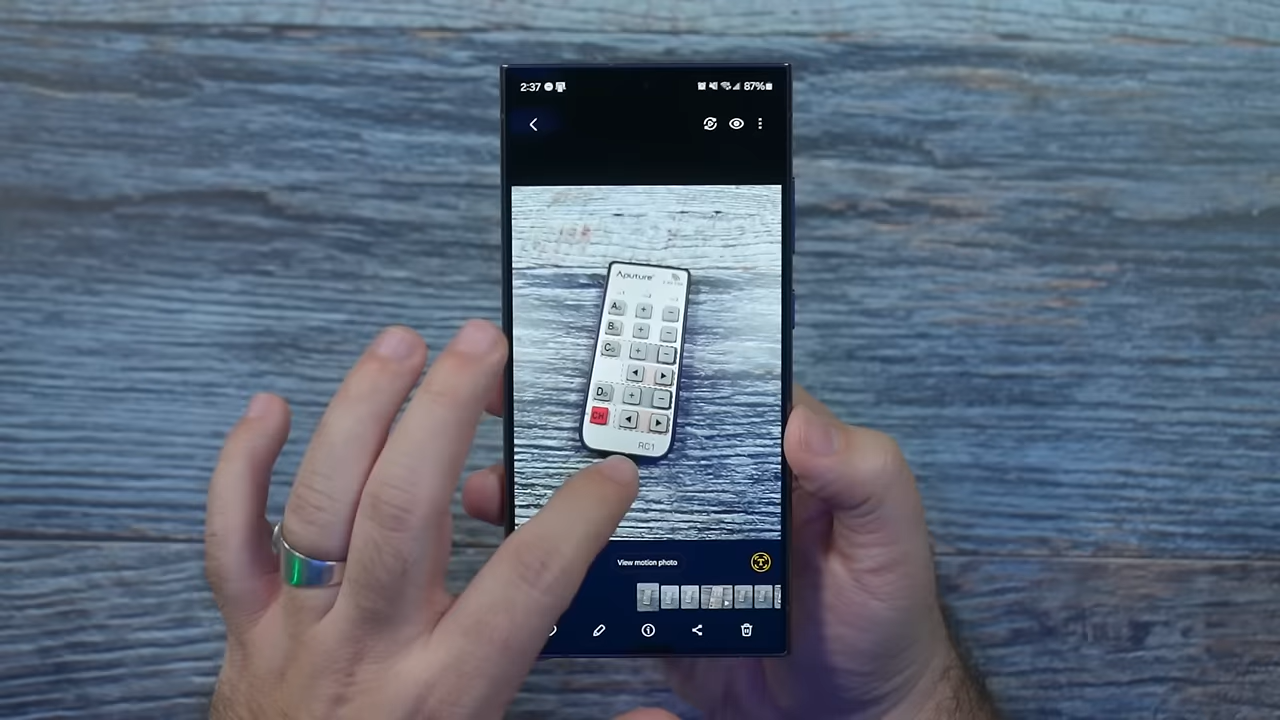 2:37
87%
Aputure
A
+ −
B
+ −
C
+ −
◀ ▶
D
+ −
CH
◀ ▶
RC1
View motion photo
T